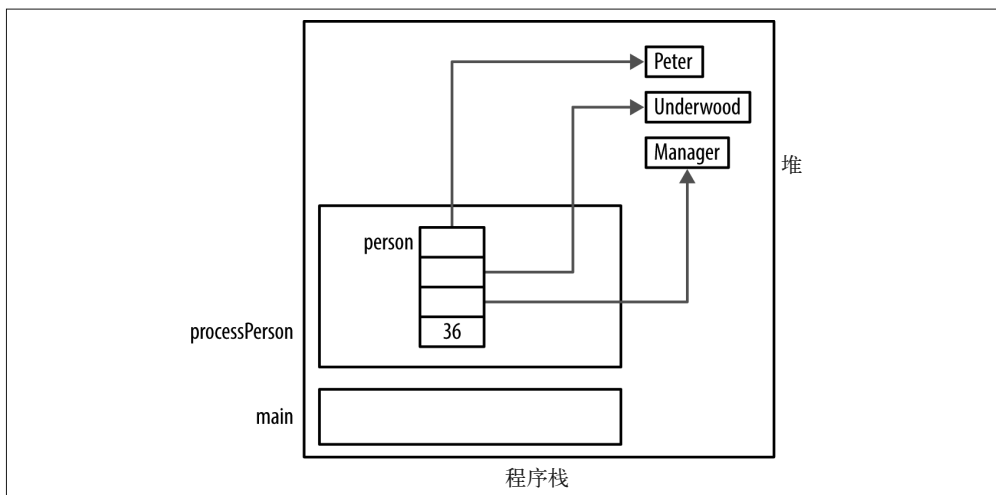 Peter
Underwood
Manager
堆
person
36
processPerson
main
程序栈